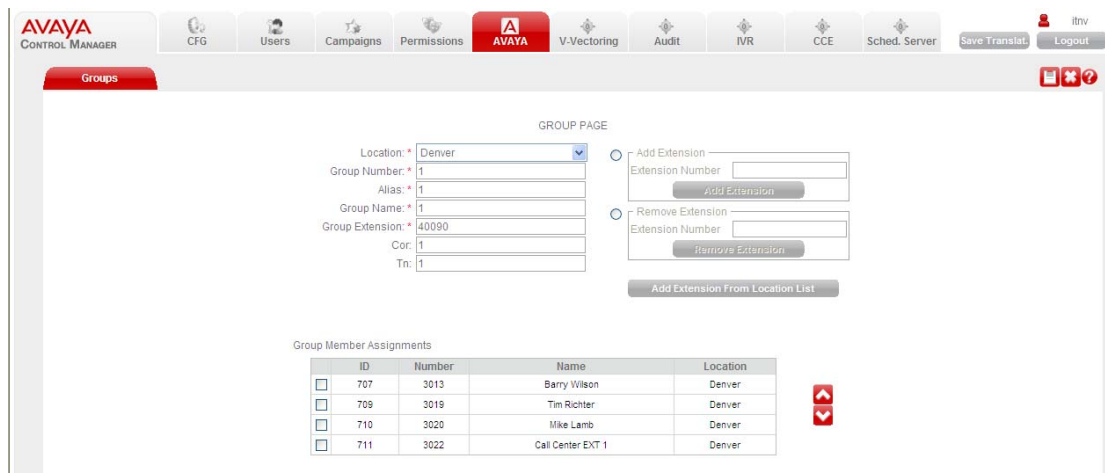 AVAYA
CONTROL MANAGER
CFG Users Campaigns Permissions AVAYA V-Vectoring Audit IVR CCE Sched. Server
itnv
Save Translat. Logout
Groups
GROUP PAGE
Location: * Denver
Group Number: * 1
Alias: * 1
Group Name: * 1
Group Extension: * 40090
Cor: 1
Tn: 1
Add Extension
Extension Number
Add Extension
Remove Extension
Extension Number
Remove Extension
Add Extension From Location List
Group Member Assignments
ID Number Name Location
707 3013 Barry Wilson Denver
709 3019 Tim Richter Denver
710 3020 Mike Lamb Denver
711 3022 Call Center EXT 1 Denver